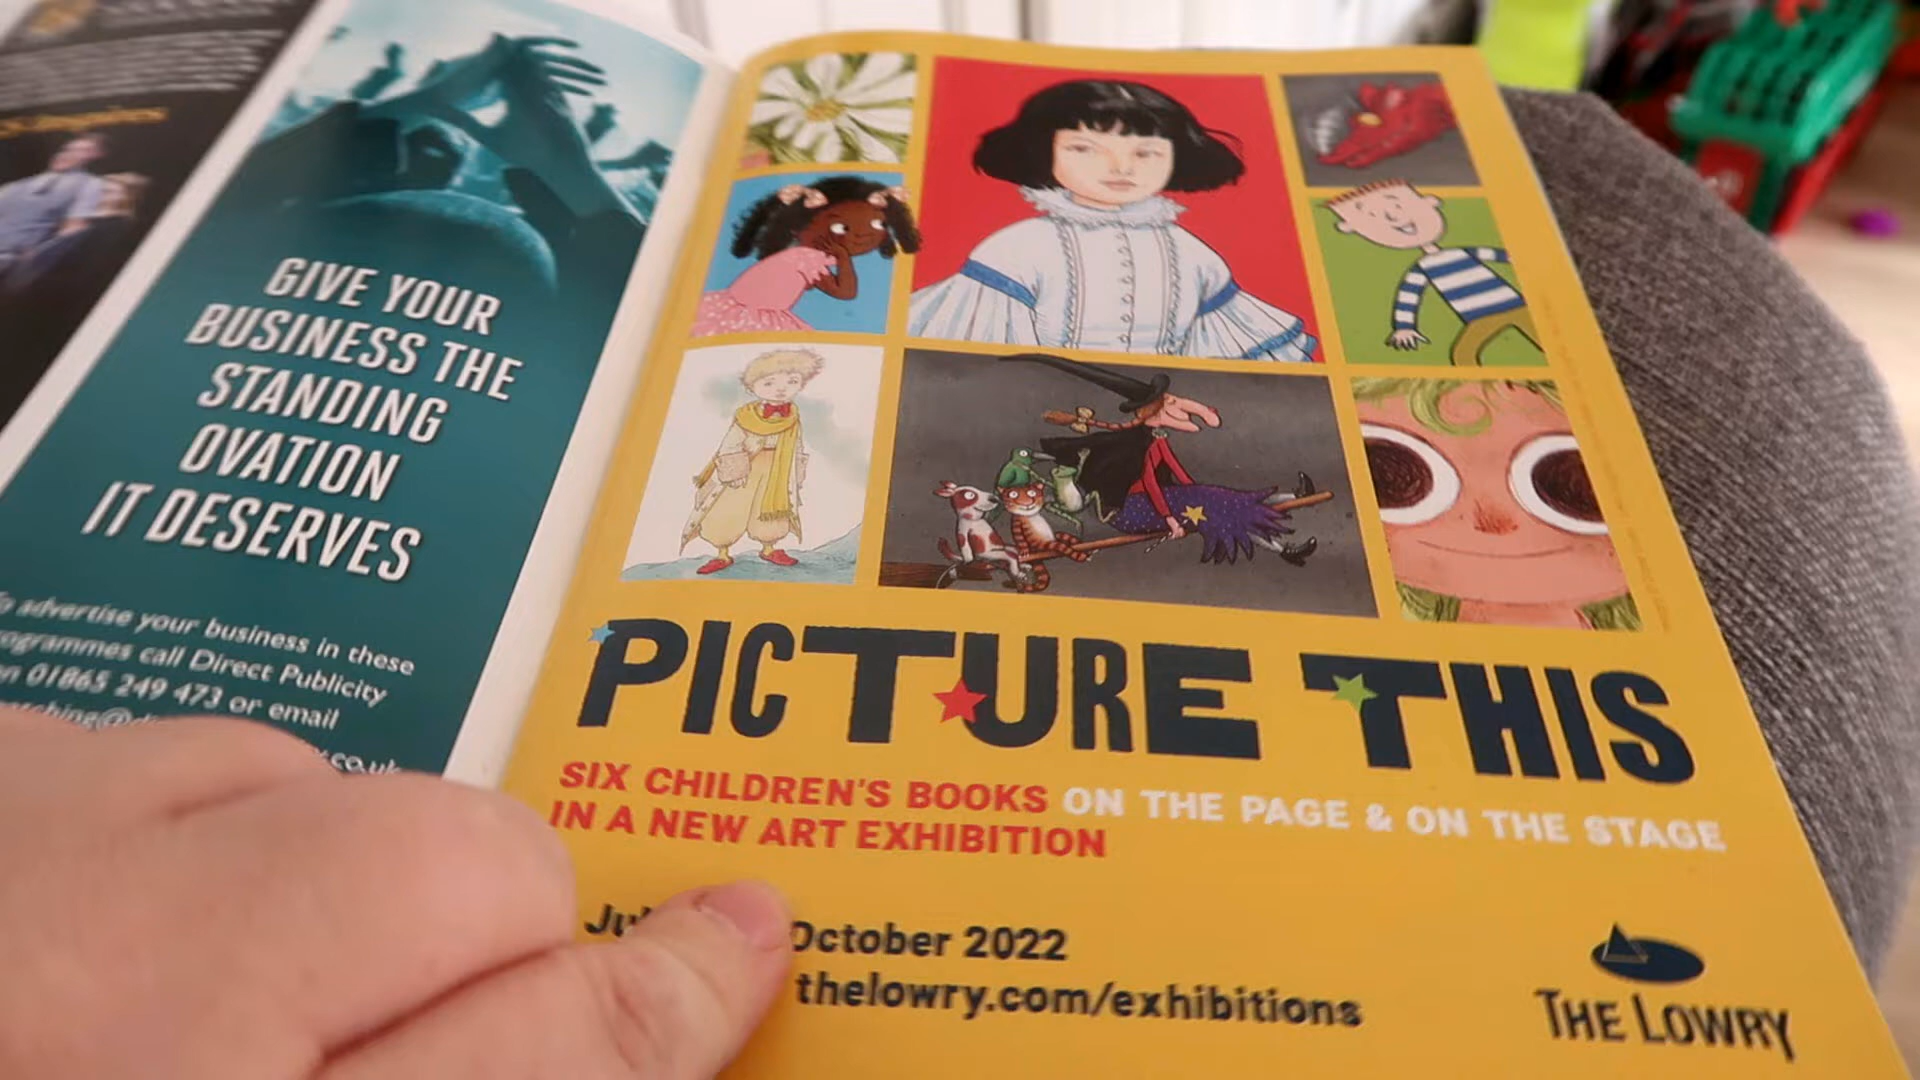 GIVE YOUR
BUSINESS THE
STANDING
OVATION
IT DESERVES
advertise your business in these
call Direct Publicity
01865 249 473 or email
.co.uk
PICTURE THIS
SIX CHILDREN'S BOOKS ON THE PAGE & ON THE STAGE
IN A NEW ART EXHIBITION
October 2022
thelowry.com/exhibitions
THE LOWRY